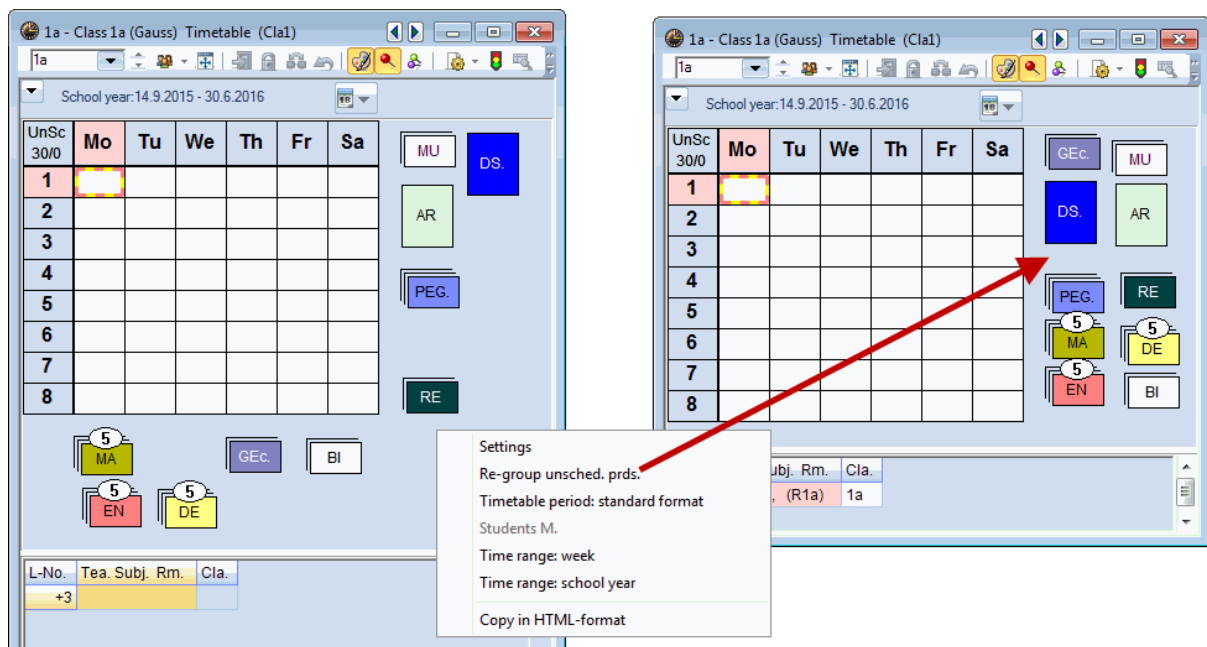 1a - Class 1a (Gauss) Timetable (Cla1)
1a
School year:14.9.2015 - 30.6.2016
18
UnSc Mo Tu We Th Fr Sa
30/0
1
2
3
4
5
6
7
8
MU DS.
AR
PEG.
RE
5
MA GEc. BI
5 5
EN DE
L-No. Tea. Subj. Rm. Cla.
+3
Settings
Re-group unsched. prds.
Timetable period: standard format
Students M.
Time range: week
Time range: school year
Copy in HTML-format
1a - Class 1a (Gauss) Timetable (Cla1)
1a
School year:14.9.2015 - 30.6.2016
18
UnSc Mo Tu We Th Fr Sa
30/0
1
2
3
4
5
6
7
8
GEc. MU
DS. AR
PEG. RE
5 5
MA DE
5
EN BI
ubj. Rm. Cla.
, (R1a) 1a